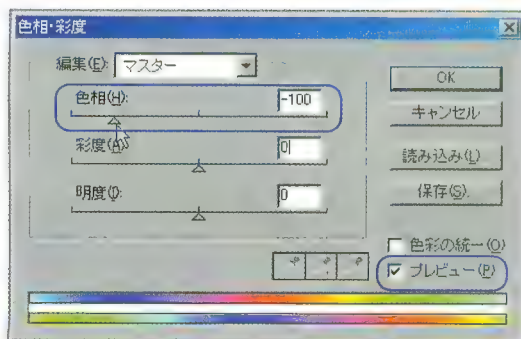 色相・彩度
編集(E): マスター
色相(H): -100
彩度(A): 0
明度(I): 0
OK
キャンセル
読み込み(L)
保存(S)
色彩の統一(O)
プレビュー(P)